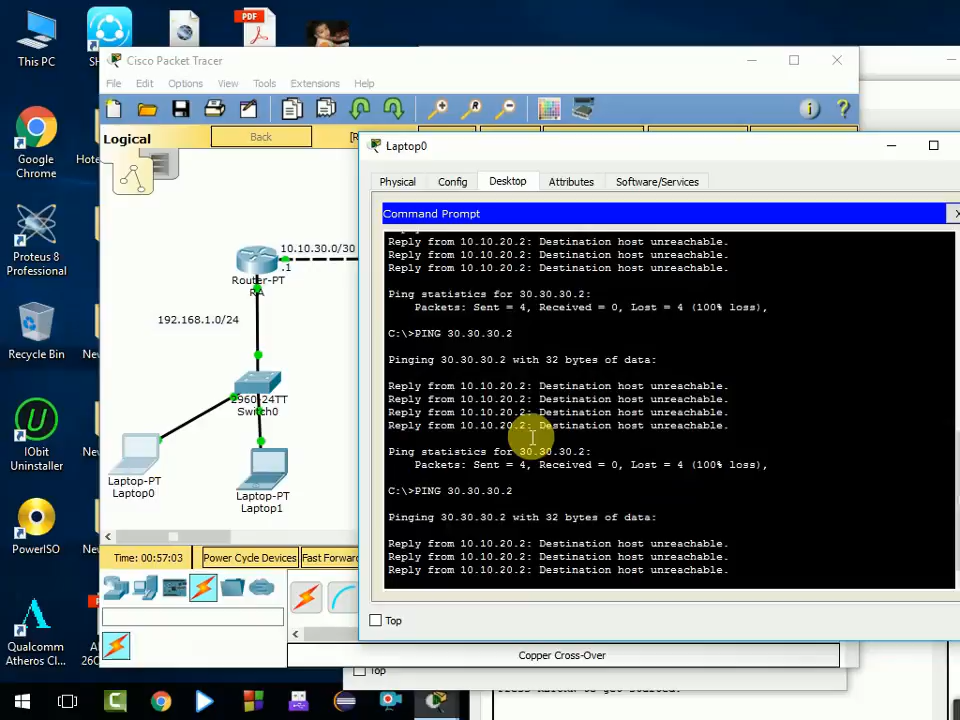 This PC
SH
PDF
Cisco Packet Tracer
File Edit Options View Tools Extensions Help
Logical
Back
[R
Google
Chrome
Hote
Laptop0
Physical
Config
Desktop
Attributes
Software/Services
Command Prompt
X
Proteus 8
Professional
Ne
10.10.30.0/30
.1
Router-PT
RA
192.168.1.0/24
2960-24TT
Switch0
Laptop-PT
Laptop0
Laptop-PT
Laptop1
Reply from 10.10.20.2: Destination host unreachable.
Reply from 10.10.20.2: Destination host unreachable.
Reply from 10.10.20.2: Destination host unreachable.
Ping statistics for 30.30.30.2:
Packets: Sent = 4, Received = 0, Lost = 4 (100% loss),
C:\>PING 30.30.30.2
Pinging 30.30.30.2 with 32 bytes of data:
Reply from 10.10.20.2: Destination host unreachable.
Reply from 10.10.20.2: Destination host unreachable.
Reply from 10.10.20.2: Destination host unreachable.
Reply from 10.10.20.2: Destination host unreachable.
Ping statistics for 30.30.30.2:
Packets: Sent = 4, Received = 0, Lost = 4 (100% loss),
C:\>PING 30.30.30.2
Pinging 30.30.30.2 with 32 bytes of data:
Reply from 10.10.20.2: Destination host unreachable.
Reply from 10.10.20.2: Destination host unreachable.
Reply from 10.10.20.2: Destination host unreachable.
Recycle Bin
Ne
IObit
Uninstaller
Ne
PowerISO
Ne
Time: 00:57:03
Power Cycle Devices
Fast Forward
Top
Qualcomm
Atheros Cl...
A
26C
Copper Cross-Over
Top